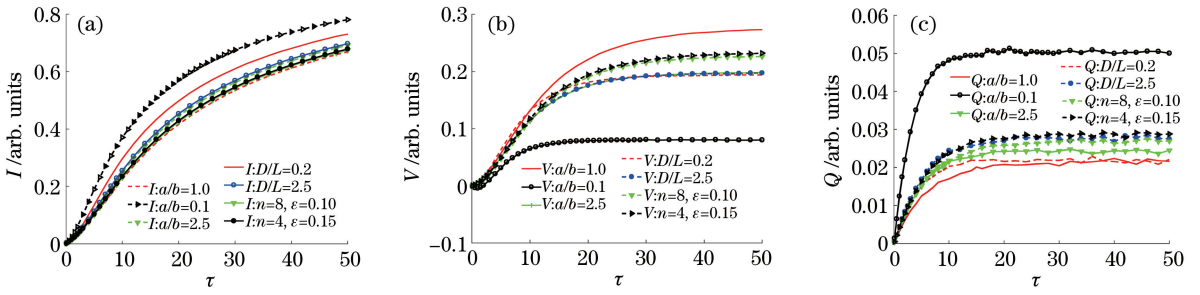 (a)
I/arb. units
0.8
0.6
0.4
0.2
0
0 10 20 30 40 50
τ
I:a/b=1.0
I:a/b=0.1
I:a/b=2.5
I:D/L=0.2
I:D/L=2.5
I:n=8, ε=0.10
I:n=4, ε=0.15
(b)
V/arb. units
0.3
0.2
0.1
0
−0.1
0 10 20 30 40 50
τ
V:a/b=1.0
V:a/b=0.1
V:a/b=2.5
V:D/L=0.2
V:D/L=2.5
V:n=8, ε=0.10
V:n=4, ε=0.15
(c)
Q/arb. units
0.06
0.05
0.04
0.03
0.02
0.01
0
0 10 20 30 40 50
τ
Q:a/b=1.0
Q:a/b=0.1
Q:a/b=2.5
Q:D/L=0.2
Q:D/L=2.5
Q:n=8, ε=0.10
Q:n=4, ε=0.15